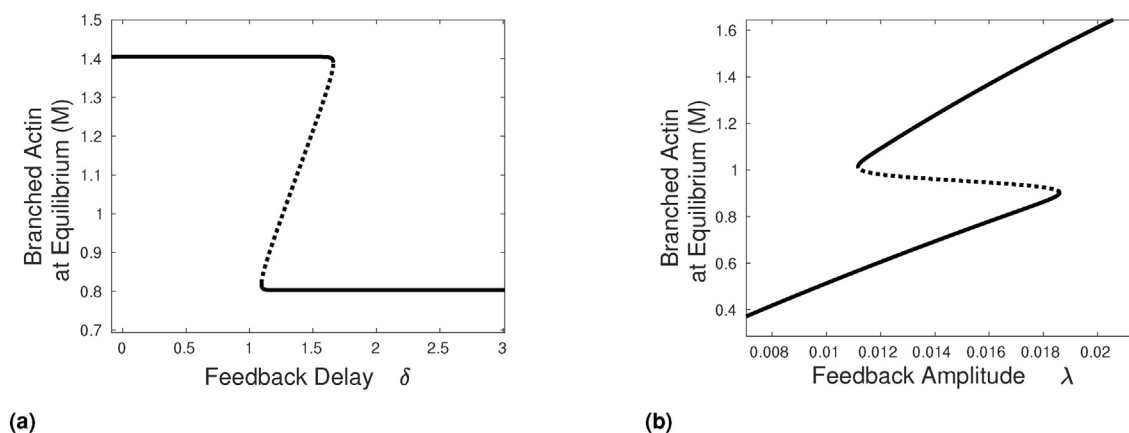 1.5
1.4
1.3
1.2
1.1
1
0.9
0.8
0.7
Branched Actin
at Equilibrium (M)
0 0.5 1 1.5 2 2.5 3
Feedback Delay δ
(a)
1.6
1.4
1.2
1
0.8
0.6
0.4
Branched Actin
at Equilibrium (M)
0.008 0.01 0.012 0.014 0.016 0.018 0.02
Feedback Amplitude λ
(b)